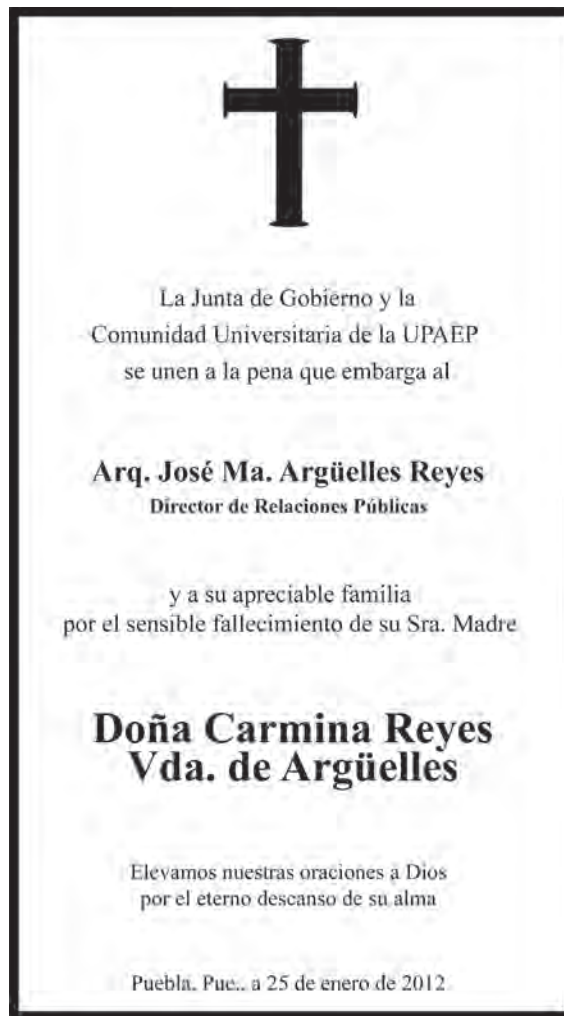 La Junta de Gobierno y la
Comunidad Universitaria de la UPAEP
se unen a la pena que embarga al
Arq. José Ma. Argüelles Reyes
Director de Relaciones Públicas
y a su apreciable familia
por el sensible fallecimiento de su Sra. Madre
Doña Carmina Reyes
Vda. de Argüelles
Elevamos nuestras oraciones a Dios
por el eterno descanso de su alma
Puebla, Pue., a 25 de enero de 2012